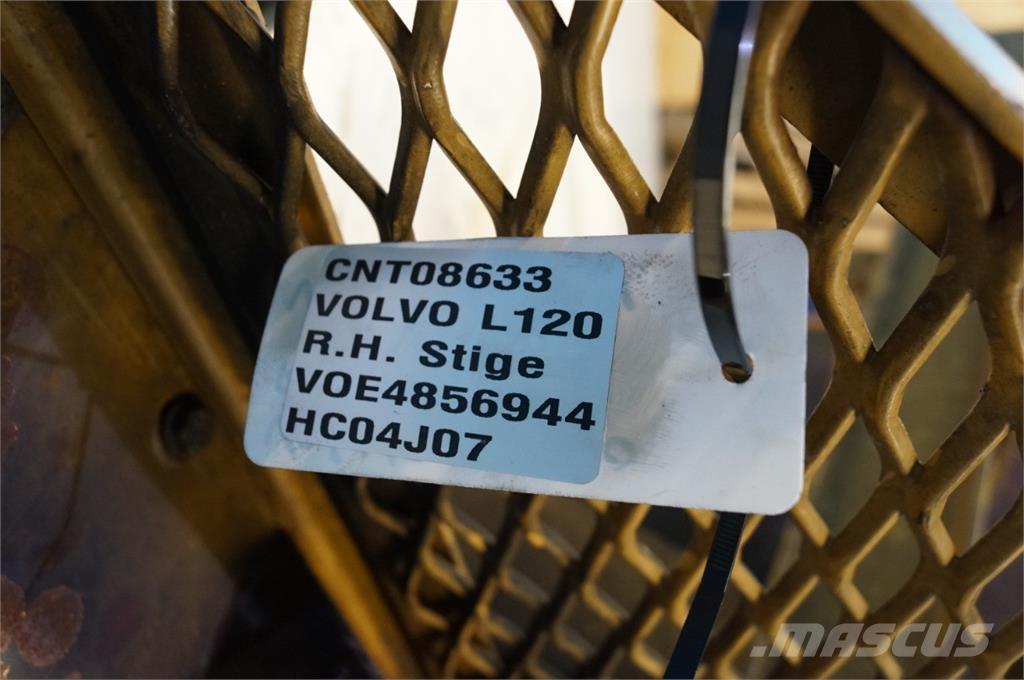 CNT08633
VOLVO L120
R.H. Stige
VOE4856944
HC04J07
MASCUS